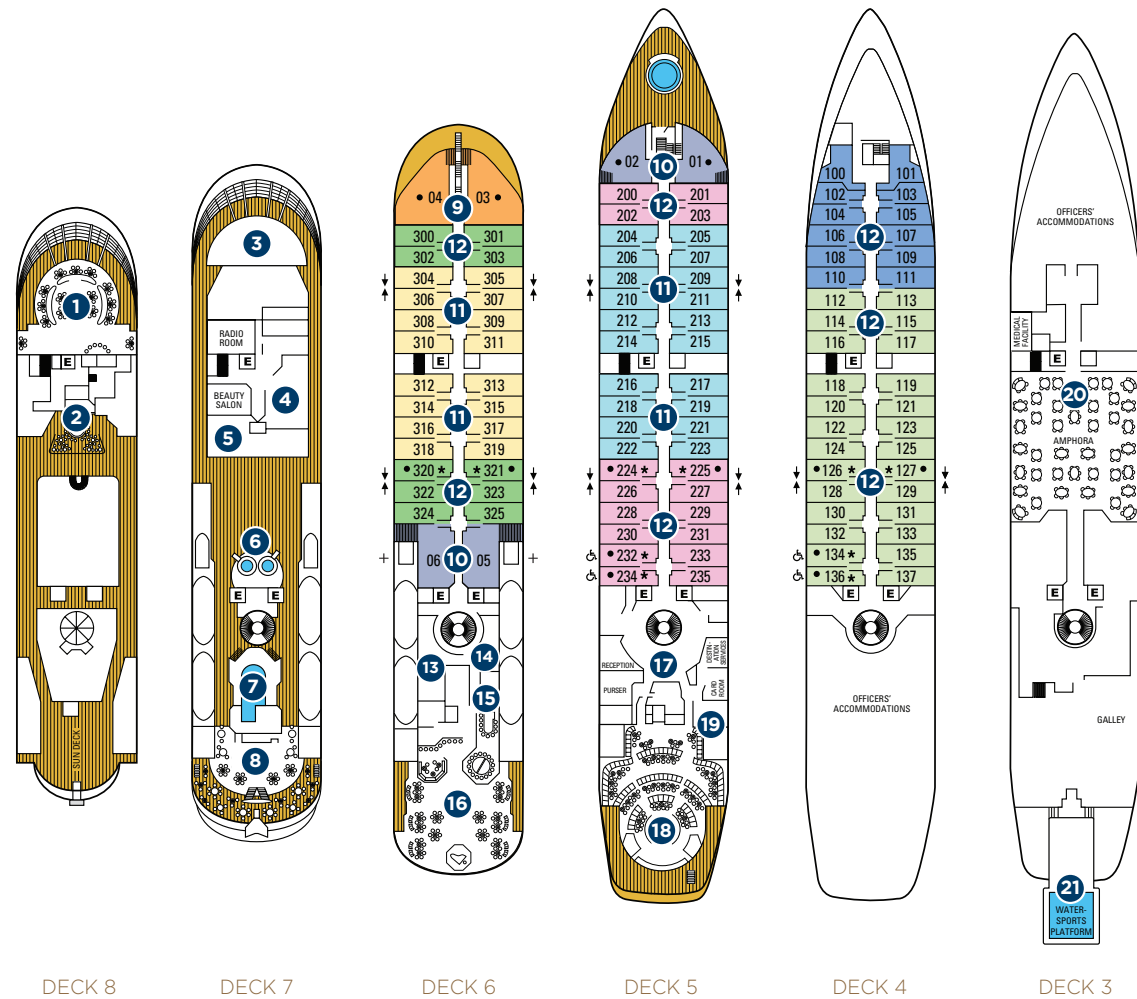 1
2
SUN DECK
DECK 8
3
RADIO
ROOM
E
BEAUTY
SALON
4
5
6
E E
7
8
DECK 7
04 03
9
300 301
12
302 303
304 305
306 307
11
308 309
310 311
E
312 313
314 315
11
316 317
318 319
320 * * 321
322 323
12
324 325
06 05
10
+ +
E E
13
14
15
16
DECK 6
02 01
10
200 201
12
202 203
204 205
206 207
208 209
11
210 211
212 213
214 215
E
216 217
218 219
11
220 221
222 223
224 * * 225
226 227
228 229
12
230 231
232 * 233
234 * 235
E E
RECEPTION
17
DESTIN-
ATION
SERVICES
PURSER
CARD
ROOM
19
18
DECK 5
100 101
102 103
104 105
106 107
12
108 109
110 111
112 113
114 115
12
116 117
E
118 119
120 121
122 123
124 125
126 * * 127
12
128 129
130 131
132 133
134 * 135
136 * 137
E E
OFFICERS'
ACCOMMODATIONS
DECK 4
OFFICERS'
ACCOMMODATIONS
MEDICAL
FACILITY
E
20
AMPHORA
E
GALLEY
21
WATER-
SPORTS
PLATFORM
DECK 3